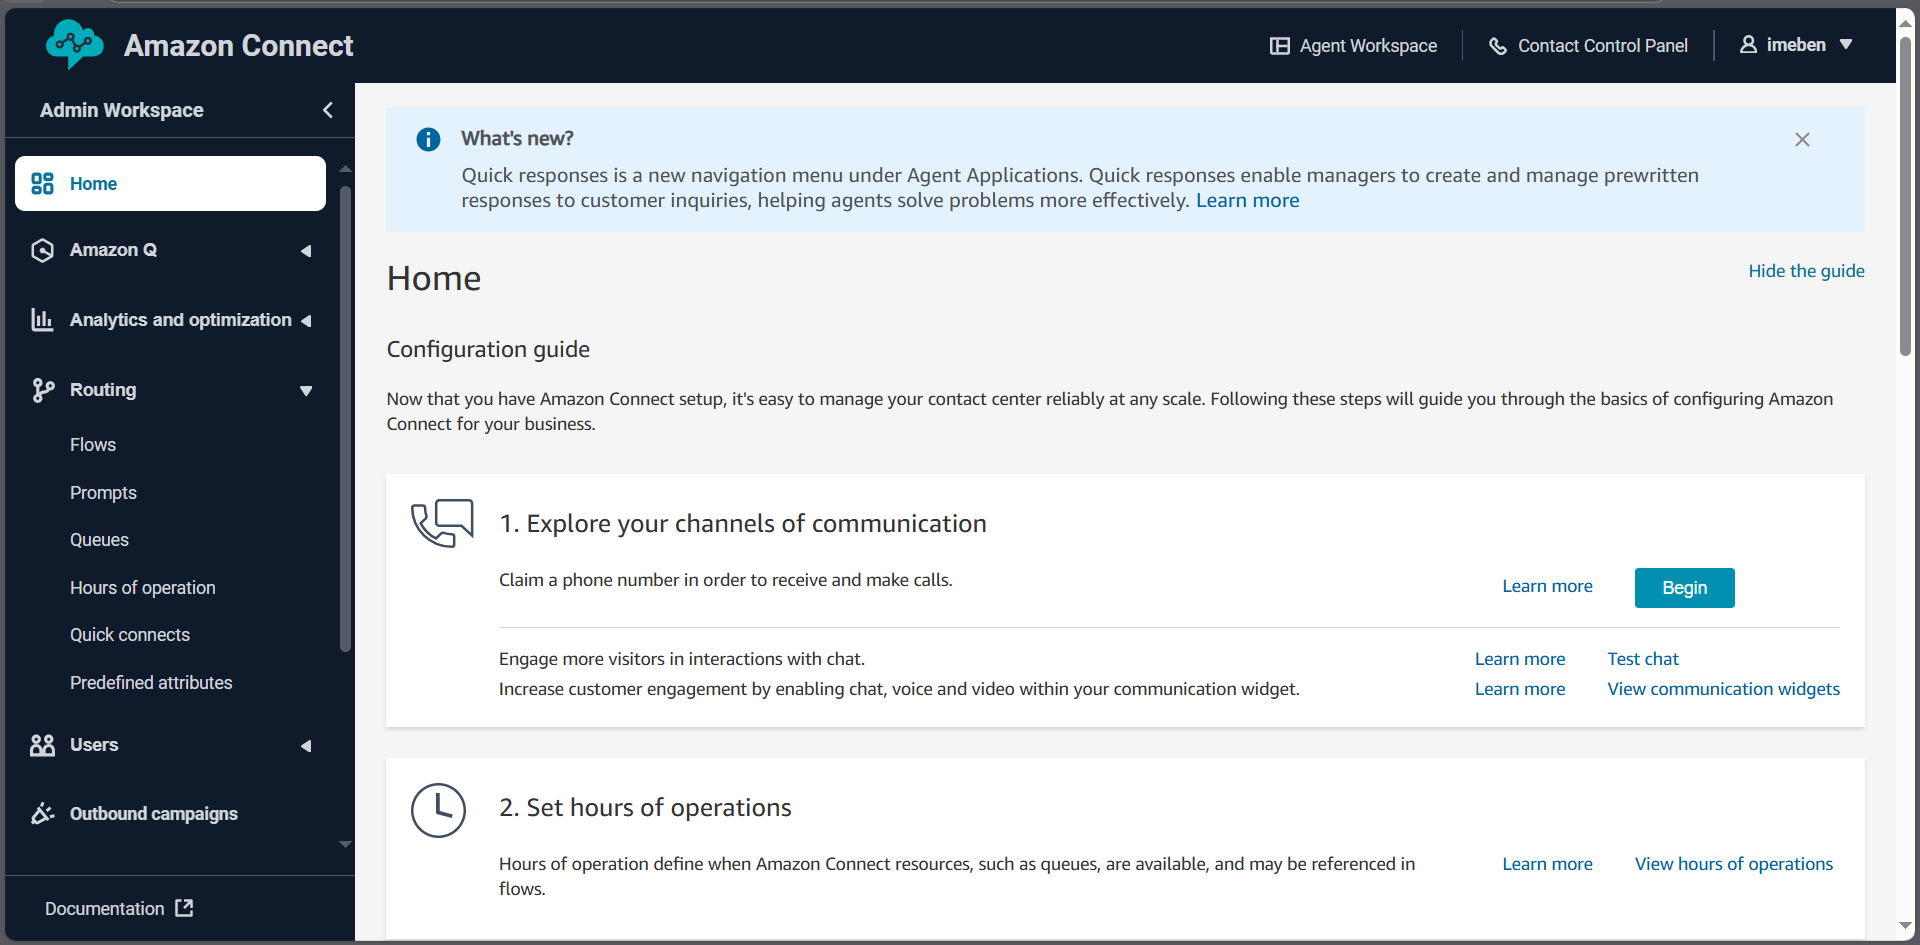 Amazon Connect
Agent Workspace
Contact Control Panel
imeben
Admin Workspace
Home
Amazon Q
Analytics and optimization
Routing
Flows
Prompts
Queues
Hours of operation
Quick connects
Predefined attributes
Users
Outbound campaigns
Documentation
What's new?
Quick responses is a new navigation menu under Agent Applications. Quick responses enable managers to create and manage prewritten
responses to customer inquiries, helping agents solve problems more effectively. Learn more
Home
Hide the guide
Configuration guide
Now that you have Amazon Connect setup, it's easy to manage your contact center reliably at any scale. Following these steps will guide you through the basics of configuring Amazon
Connect for your business.
1. Explore your channels of communication
Claim a phone number in order to receive and make calls.
Learn more
Begin
Engage more visitors in interactions with chat.
Learn more
Test chat
Increase customer engagement by enabling chat, voice and video within your communication widget.
Learn more
View communication widgets
2. Set hours of operations
Hours of operation define when Amazon Connect resources, such as queues, are available, and may be referenced in
flows.
Learn more
View hours of operations